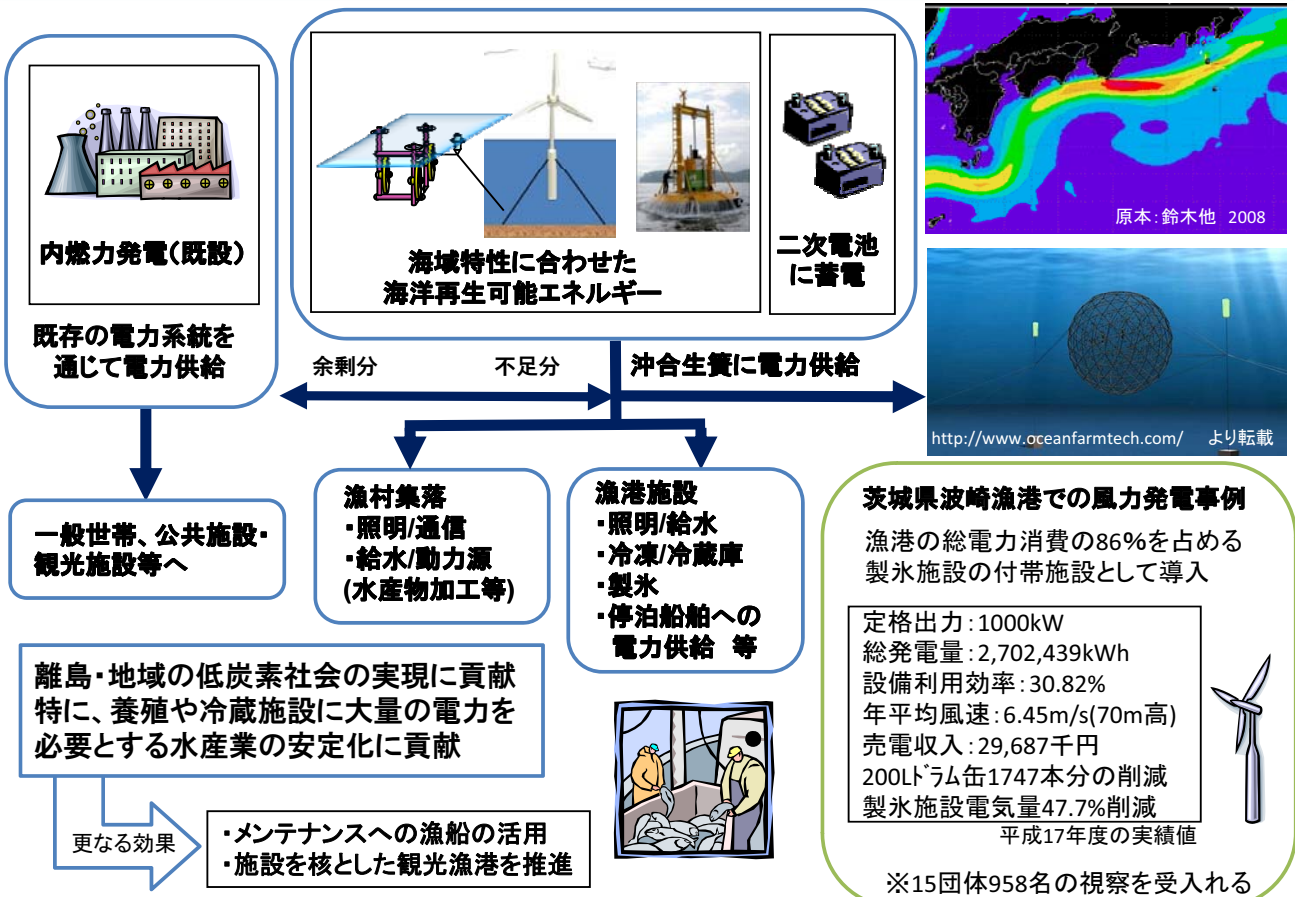 内燃力発電(既設)
既存の電力系統を
通じて電力供給
海域特性に合わせた
海洋再生可能エネルギー
二次電池
に蓄電
原本:鈴木他 2008
余剰分
不足分
沖合生簀に電力供給
http://www.oceanfarmtech.com/ より転載
一般世帯、公共施設・
観光施設等へ
漁村集落
・照明/通信
・給水/動力源
(水産物加工等)
漁港施設
・照明/給水
・冷凍/冷蔵庫
・製氷
・停泊船舶への
電力供給 等
離島・地域の低炭素社会の実現に貢献
特に、養殖や冷蔵施設に大量の電力を
必要とする水産業の安定化に貢献
更なる効果
・メンテナンスへの漁船の活用
・施設を核とした観光漁港を推進
茨城県波崎漁港での風力発電事例
漁港の総電力消費の86%を占める
製氷施設の付帯施設として導入
定格出力:1000kW
総発電量:2,702,439kWh
設備利用効率:30.82%
年平均風速:6.45m/s(70m高)
売電収入:29,687千円
200Lドラム缶1747本分の削減
製氷施設電気量47.7%削減
平成17年度の実績値
※15団体958名の視察を受入れる